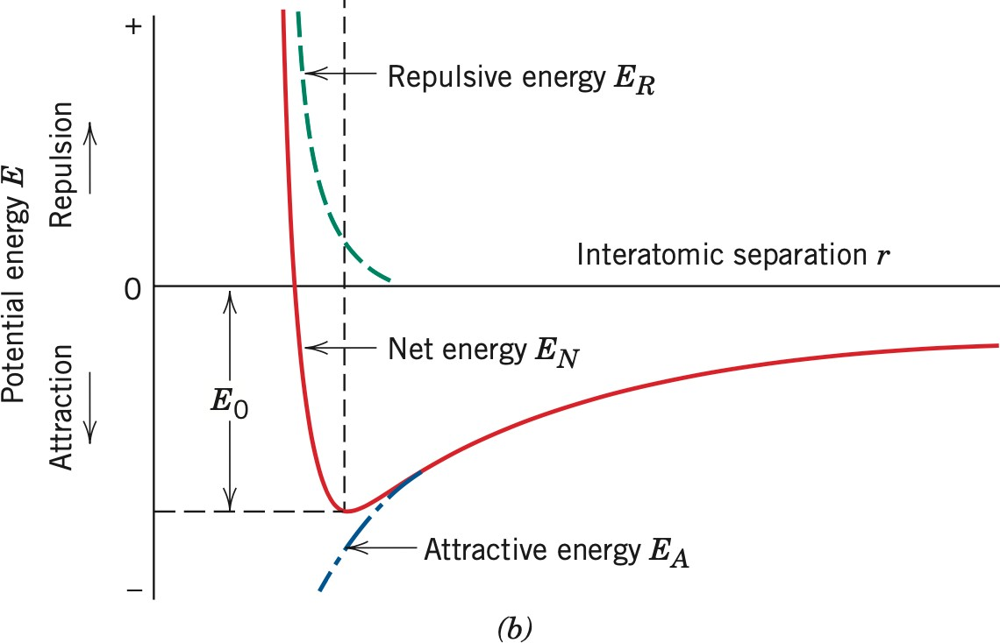 +
Repulsive energy E_R
Repulsion
Potential energy E
Interatomic separation r
0
Net energy E_N
Attraction
E_0
Attractive energy E_A
–
(b)